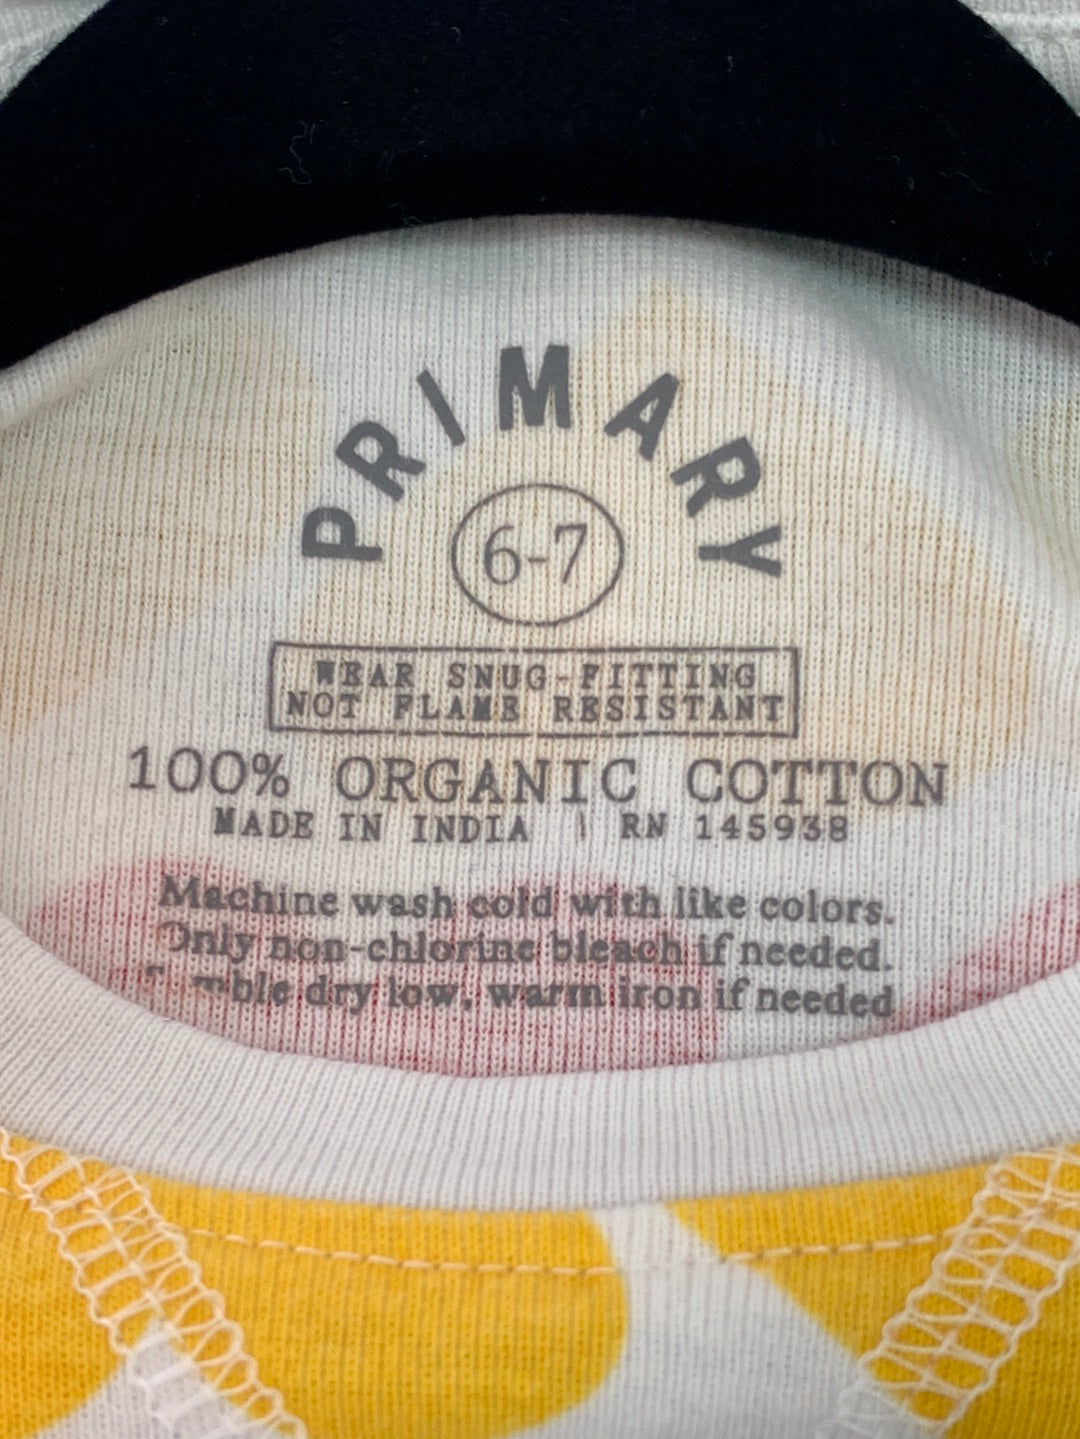 PRIMARY
6-7
WEAR SNUG-FITTING
NOT FLAME RESISTANT
100% ORGANIC COTTON
MADE IN INDIA | RN 145938
Machine wash cold with like colors.
Only non-chlorine bleach if needed.
dry low, warm iron if needed